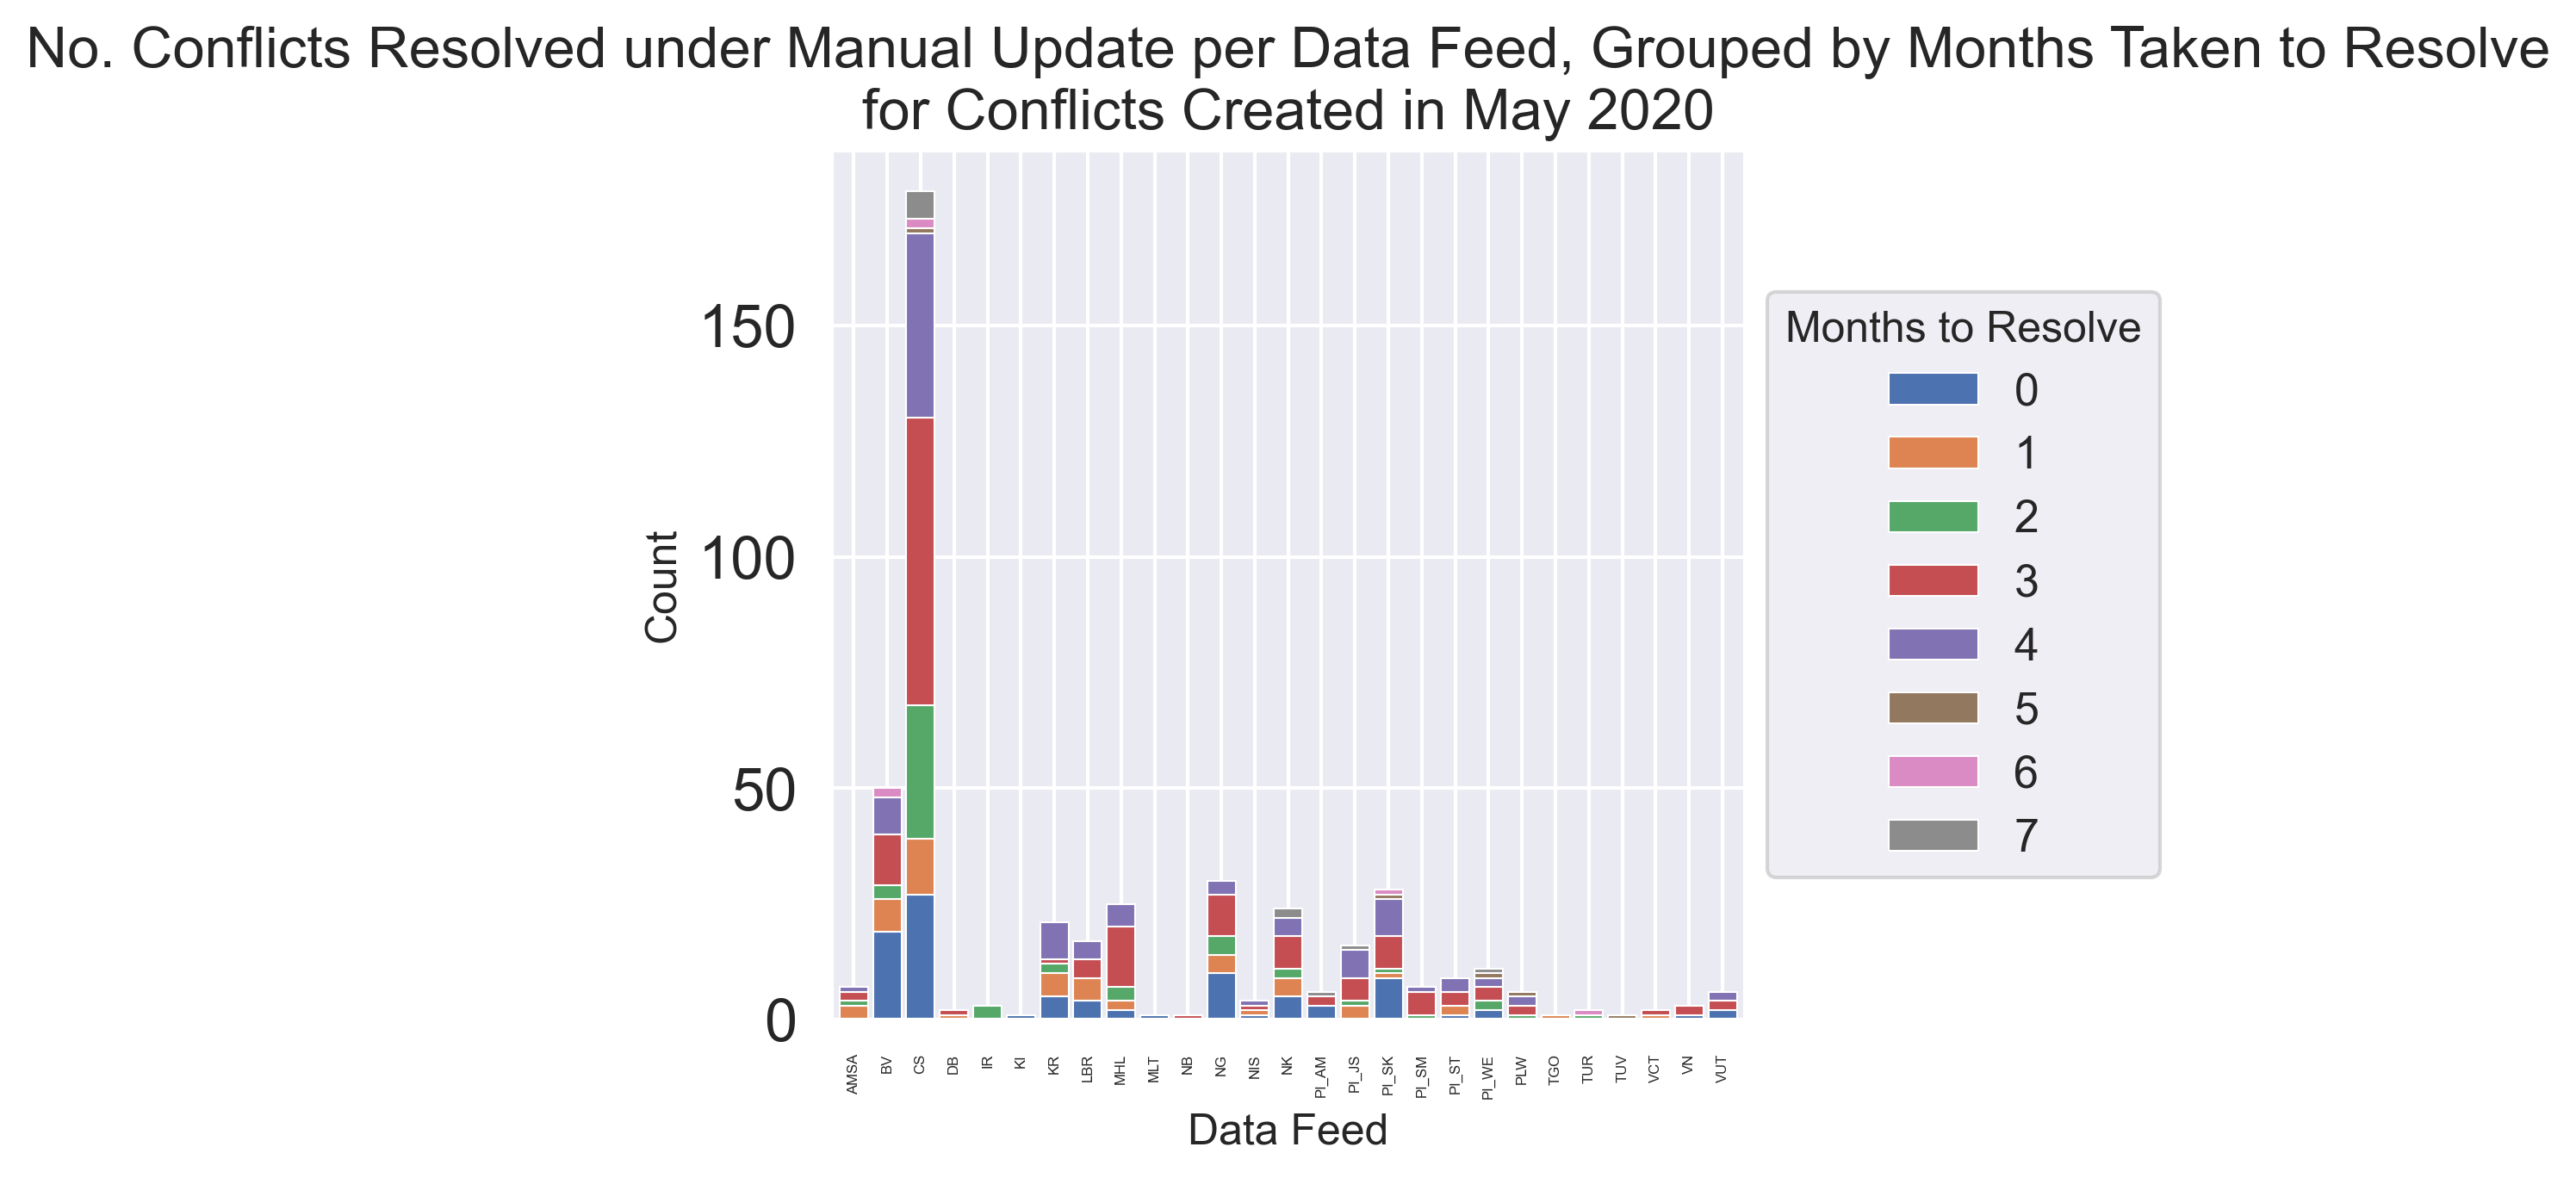 No. Conflicts Resolved under Manual Update per Data Feed, Grouped by Months Taken to Resolve
for Conflicts Created in May 2020
150
100
50
0
Count
AMSA
BV
CS
DB
IR
KI
KR
LBR
MHL
MLT
NB
NG
NIS
NK
PI_AM
PI_JS
PI_SK
PI_SM
PI_ST
PI_WE
PLW
TGO
TUR
TUV
VCT
VN
VUT
Data Feed
Months to Resolve
0
1
2
3
4
5
6
7